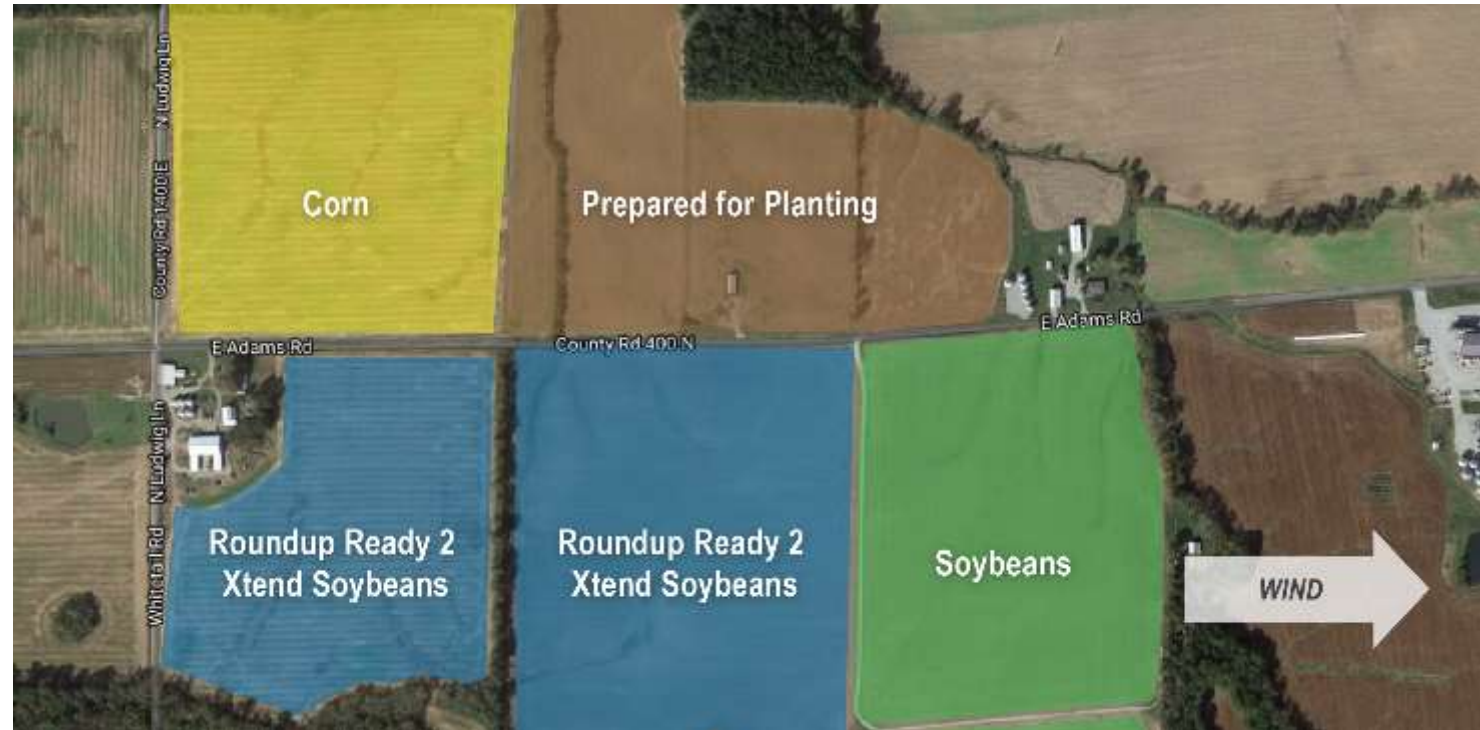 N Ludwig Ln
County Rd 1400 E
Corn
Prepared for Planting
E Adams Rd
E Adams Rd
County Rd 400 N
N Ludwig Ln
Whitetail Rd
Roundup Ready 2
Xtend Soybeans
Roundup Ready 2
Xtend Soybeans
Soybeans
WIND